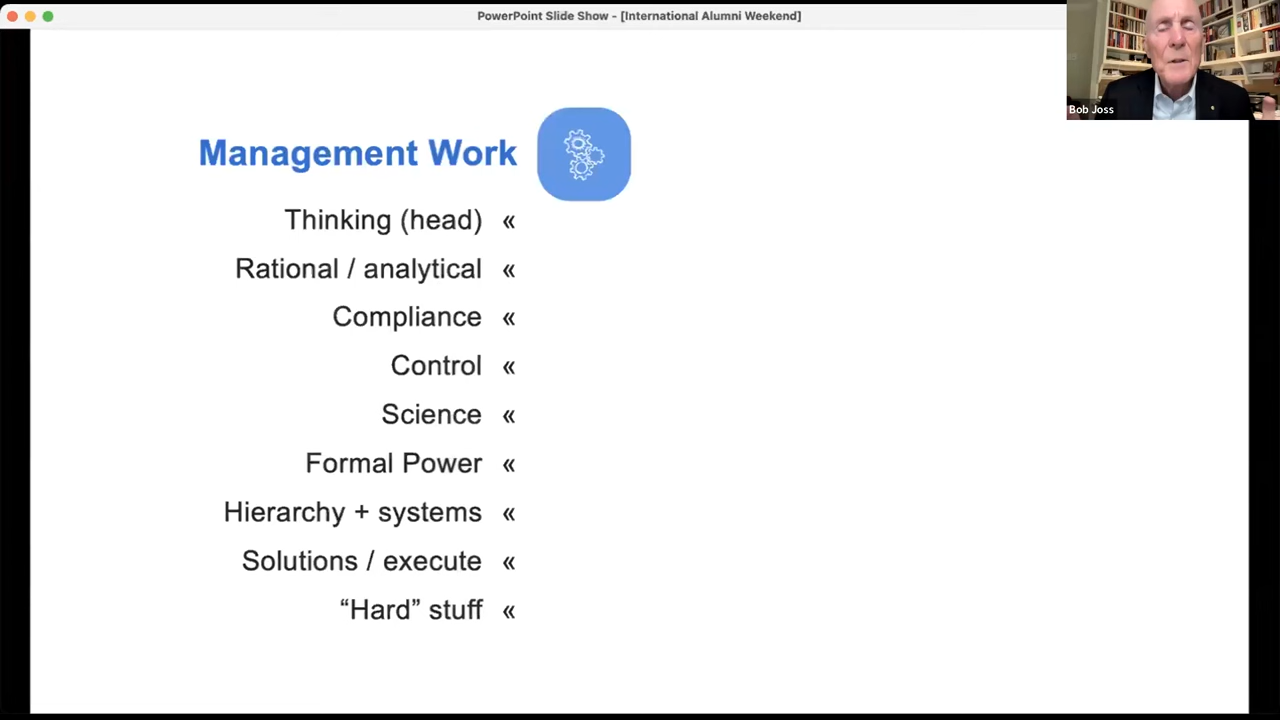 PowerPoint Slide Show - [International Alumni Weekend]
Bob Joss
Management Work
Thinking (head) «
Rational / analytical «
Compliance «
Control «
Science «
Formal Power «
Hierarchy + systems «
Solutions / execute «
“Hard” stuff «